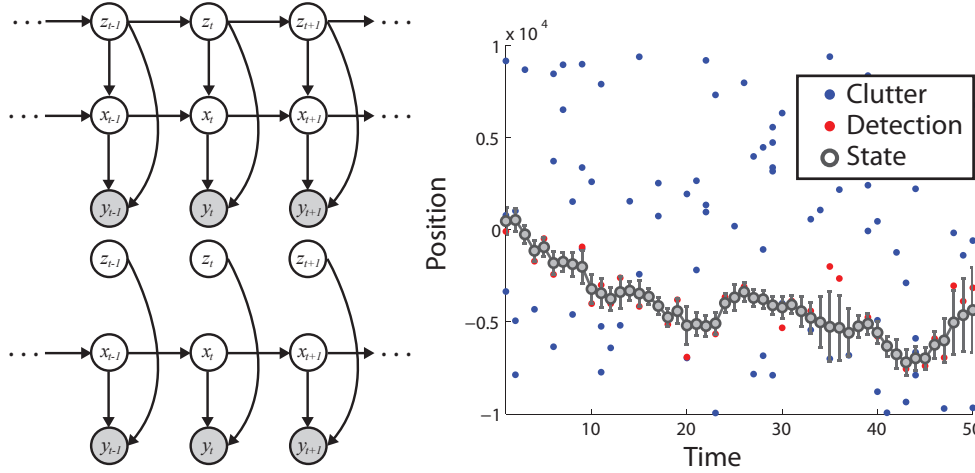 · · · z_{t-1} z_t z_{t+1} · · ·
· · · x_{t-1} x_t x_{t+1} · · ·
y_{t-1} y_t y_{t+1}
z_{t-1} z_t z_{t+1}
· · · x_{t-1} x_t x_{t+1} · · ·
y_{t-1} y_t y_{t+1}
x 10⁴
1
0.5
0
-0.5
-1
Position
Clutter
Detection
State
10 20 30 40 50
Time